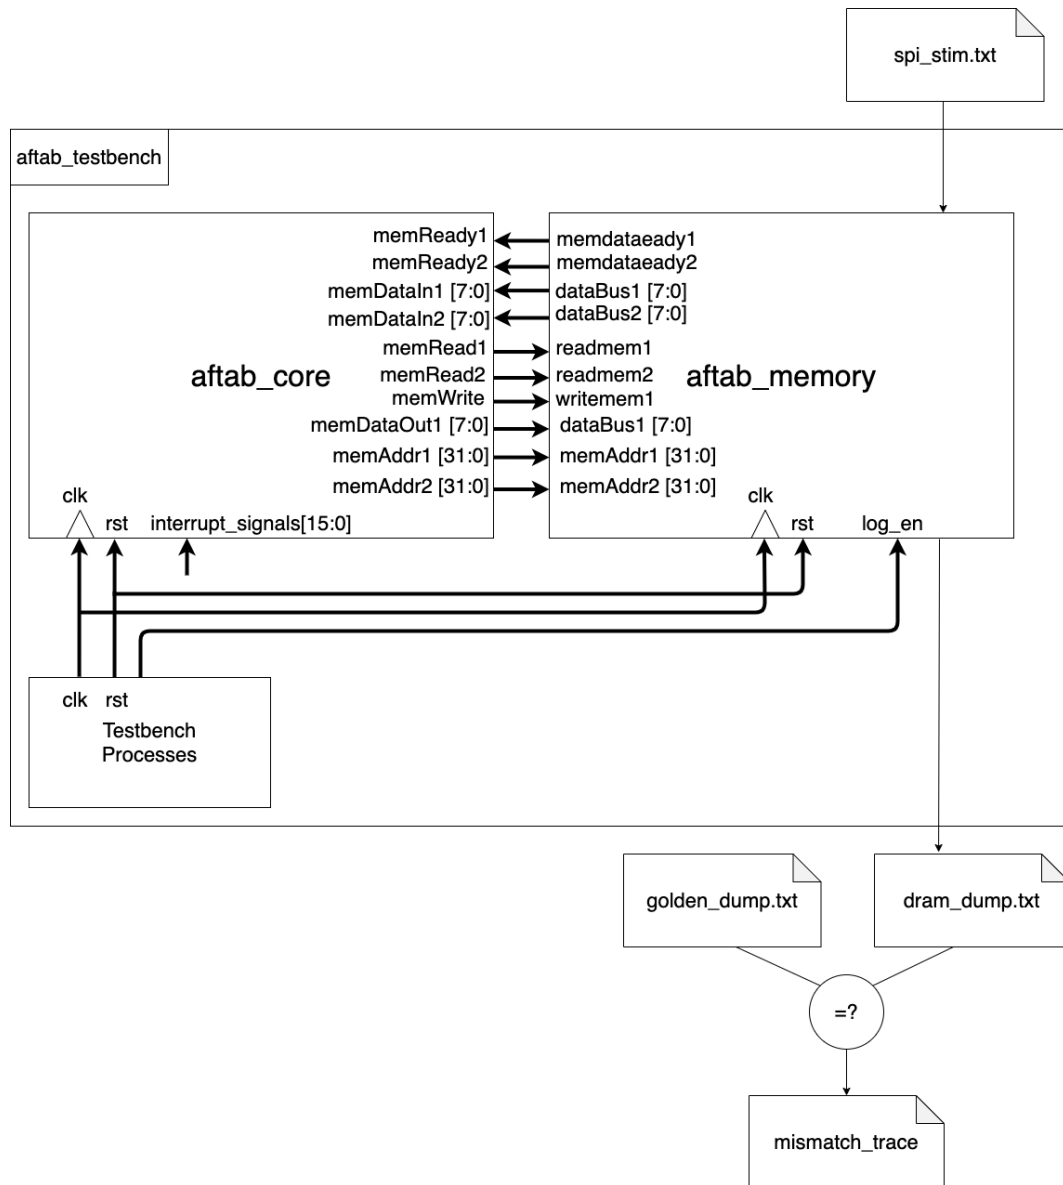 spi_stim.txt
aftab_testbench
memReady1
memdataeady1
memReady2
memdataeady2
memDataIn1 [7:0]
dataBus1 [7:0]
memDataIn2 [7:0]
dataBus2 [7:0]
memRead1
readmem1
aftab_core
memRead2
readmem2
aftab_memory
memWrite
writemem1
memDataOut1 [7:0]
dataBus1 [7:0]
memAddr1 [31:0]
memAddr1 [31:0]
memAddr2 [31:0]
memAddr2 [31:0]
clk
rst
interrupt_signals[15:0]
clk
rst
log_en
clk
rst
Testbench
Processes
golden_dump.txt
dram_dump.txt
=?
mismatch_trace